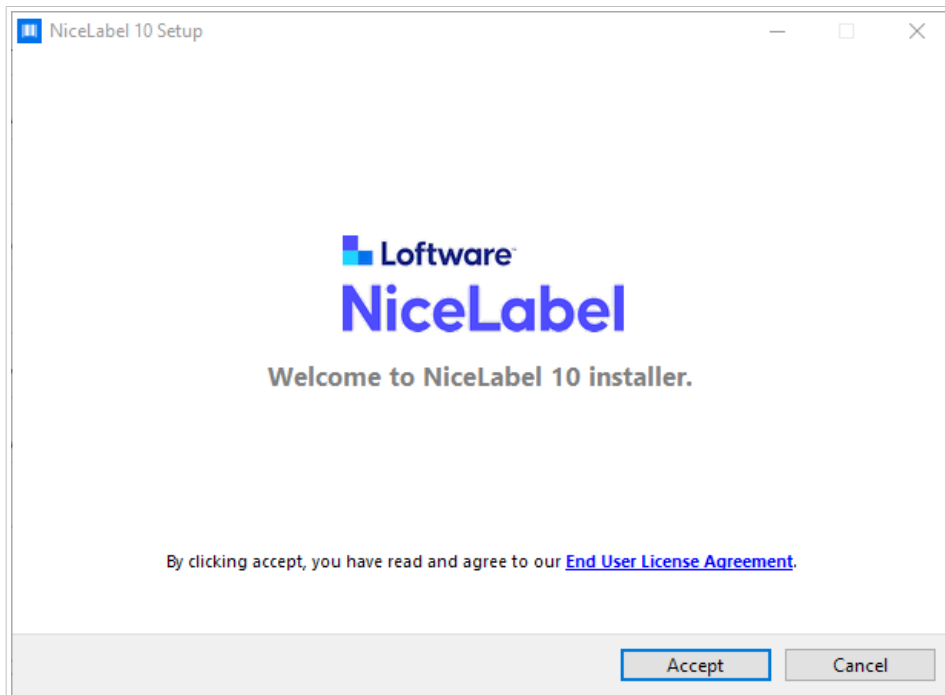 NiceLabel 10 Setup
Loftware™
NiceLabel
Welcome to NiceLabel 10 installer.
By clicking accept, you have read and agree to our End User License Agreement.
Accept Cancel